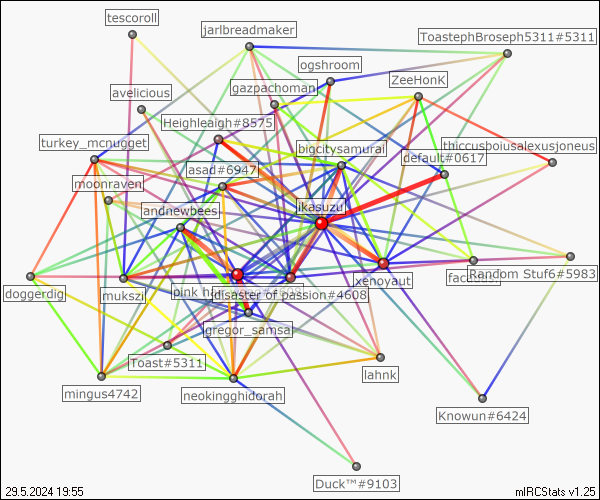 tescoroll
jarlbreadmaker
ToastephBroseph5311#5311
ogshroom
ZeeHonK
gazpachoman
avelicious
Heighleaigh#8575
turkey_mcnugget
bigcitysamurai
thiccusboiusalexusjoneus
default#0617
asad#6947
moonraven
ikasuzu
andnewbees
Random Stuf6#5983
xenoyaut
doggerdig
mukszi
pink
disaster of passion#4608
gregor_samsa
Toast#5311
lahnk
mingus4742
neokingghidorah
Knowun#6424
Duck™#9103
29.5.2024 19:55
mIRCStats v1.25